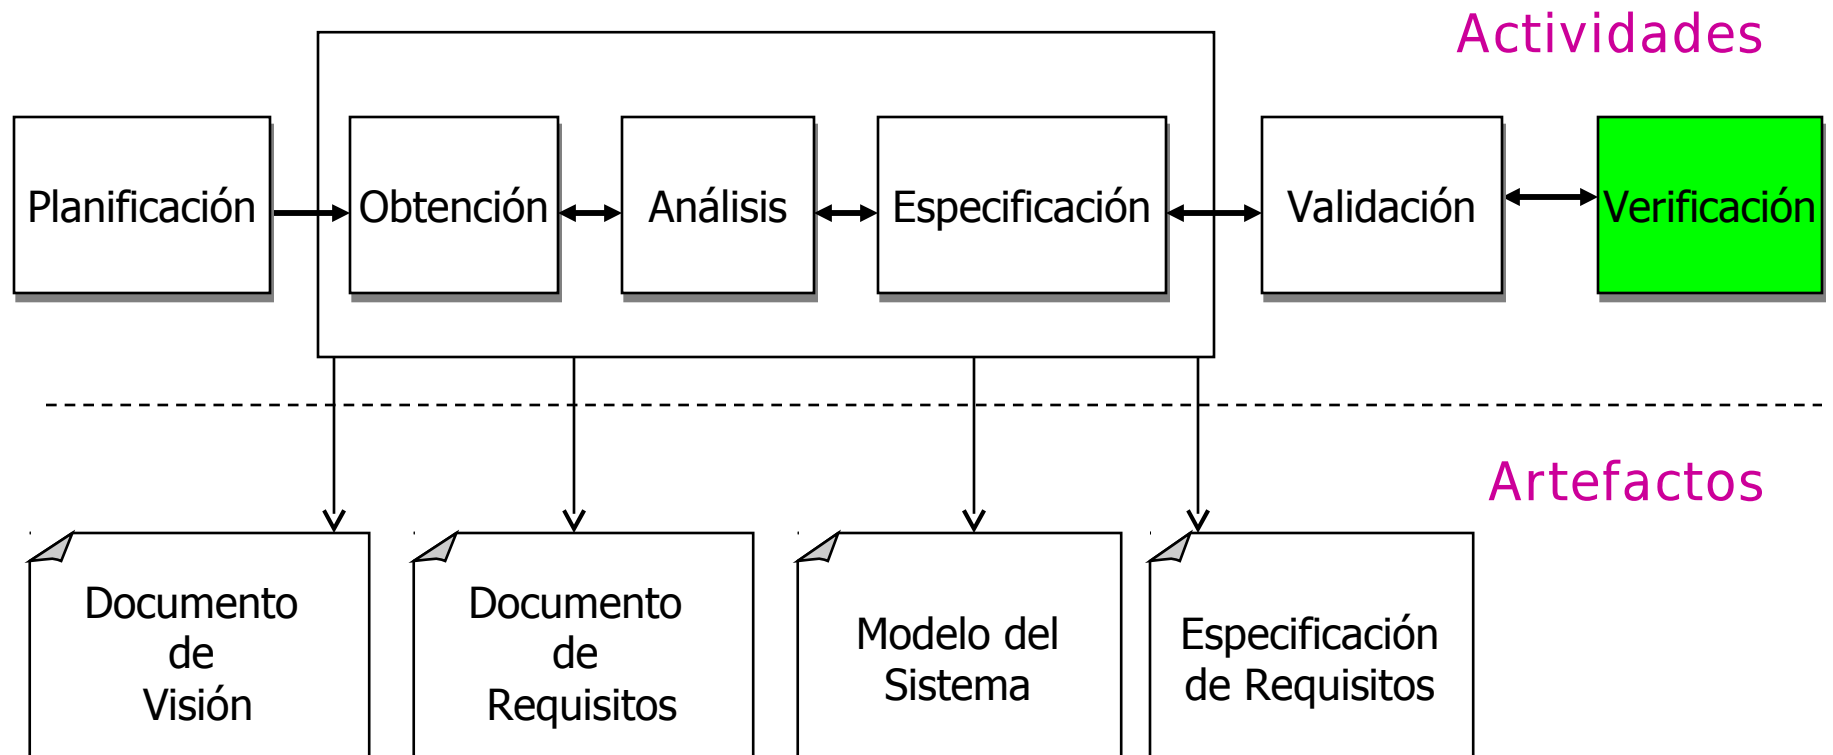 Actividades
Planificación
Obtención
Análisis
Especificación
Validación
Verificación
Artefactos
Documento
de
Visión
Documento
de
Requisitos
Modelo del
Sistema
Especificación
de Requisitos